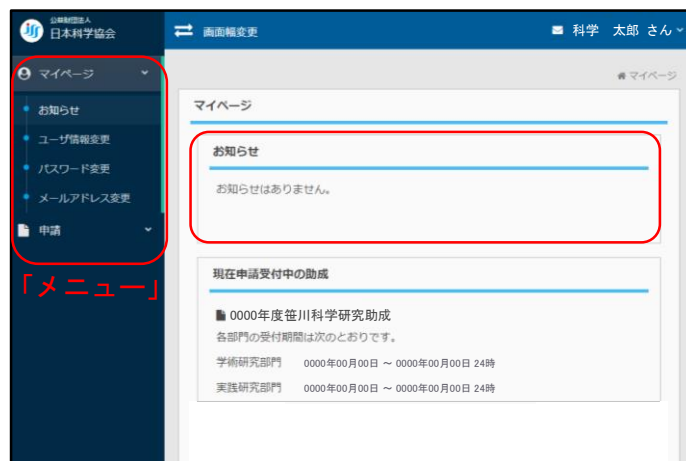 公益財団法人
日本科学協会
画面幅変更
科学 太郎 さん
マイページ
マイページ
お知らせ
ユーザ情報変更
パスワード変更
メールアドレス変更
申請
「メニュー」
マイページ
お知らせ
お知らせはありません。
現在申請受付中の助成
0000年度笹川科学研究助成
各部門の受付期間は次のとおりです。
学術研究部門 0000年00月00日 ～ 0000年00月00日 24時
実践研究部門 0000年00月00日 ～ 0000年00月00日 24時